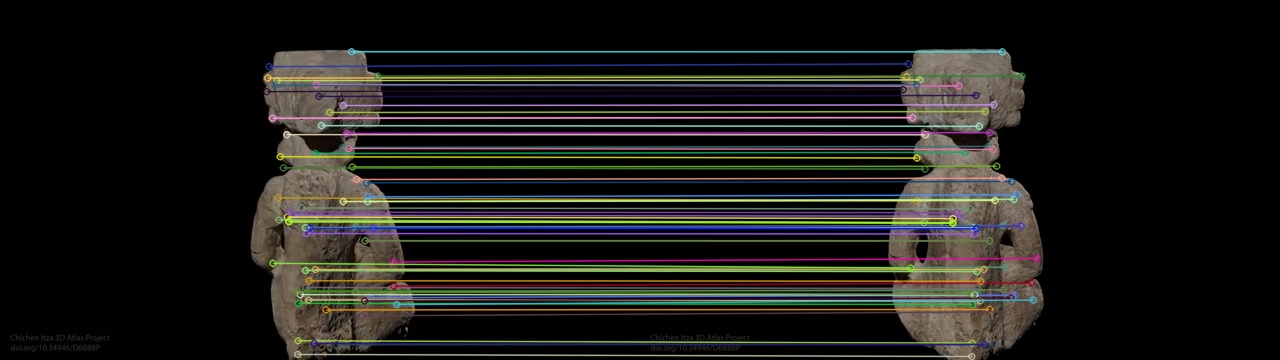 Chichen Itza 3D Atlas Project
doi.org/10.34946/D6B88P
Chichen Itza 3D Atlas Project
doi.org/10.34946/D6B88P